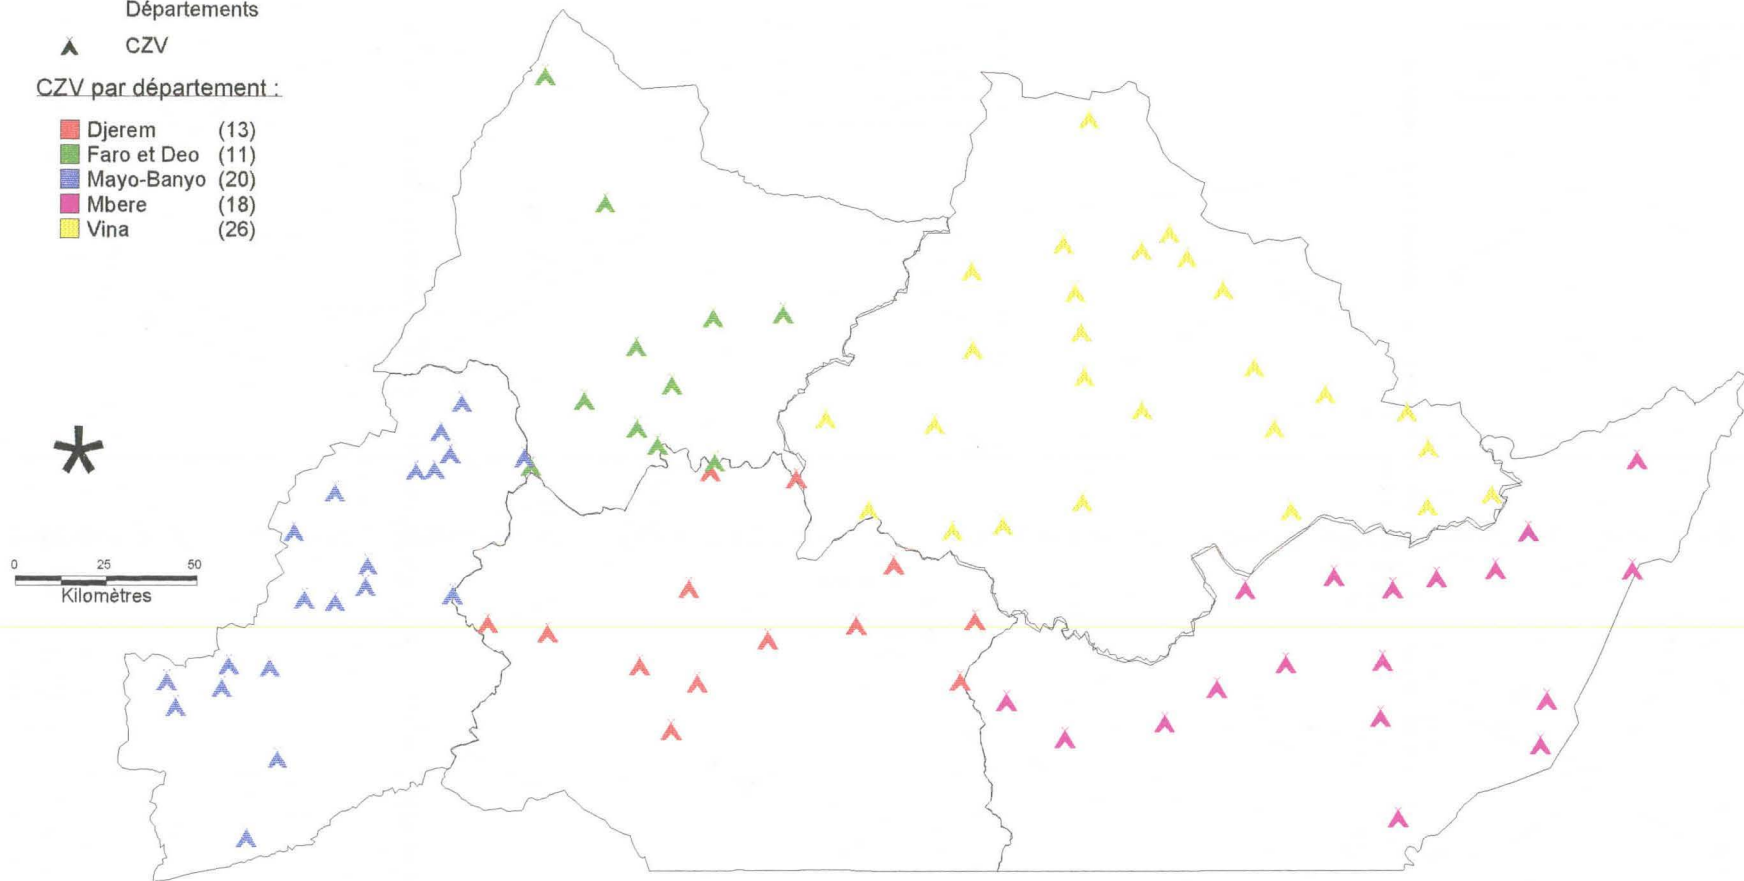 Départements
CZV
CZV par département :
Djerem (13)
Faro et Deo (11)
Mayo-Banyo (20)
Mbere (18)
Vina (26)
0 25 50
Kilomètres